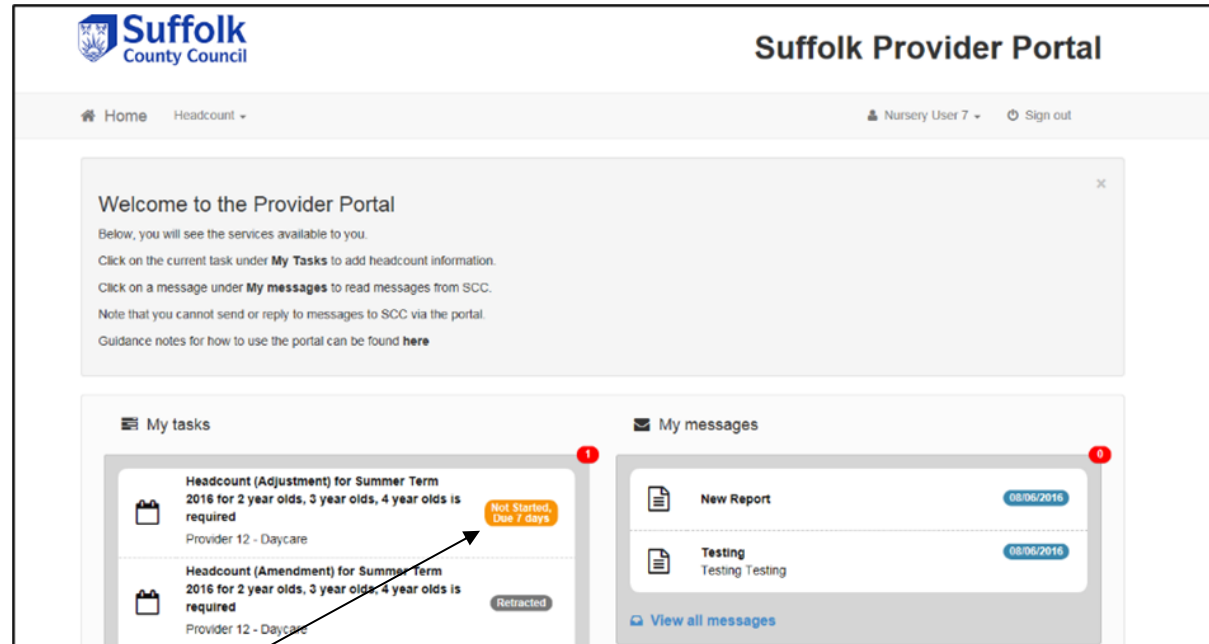 Suffolk
County Council
Suffolk Provider Portal
Home Headcount Nursery User 7 Sign out
×
Welcome to the Provider Portal
Below, you will see the services available to you.
Click on the current task under My Tasks to add headcount information.
Click on a message under My messages to read messages from SCC.
Note that you cannot send or reply to messages to SCC via the portal.
Guidance notes for how to use the portal can be found here
My tasks
1
Headcount (Adjustment) for Summer Term
2016 for 2 year olds, 3 year olds, 4 year olds is
required
Provider 12 - Daycare
Not Started,
Due 7 days
Headcount (Amendment) for Summer Term
2016 for 2 year olds, 3 year olds, 4 year olds is
required
Provider 12 - Daycare
Retracted
My messages
0
New Report 08/06/2016
Testing 08/06/2016
Testing Testing
View all messages